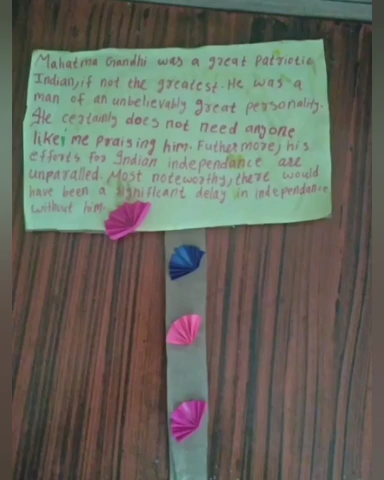 Mahatma Gandhi was a great Patriotic
Indian, if not the greatest. He was a
man of an unbelievably great personality.
He certainly does not need anyone
like me praising him. Futhermore, his
efforts for Indian independance are
unparalled. Most noteworthy, there would
have been a significant delay in independance
without him.